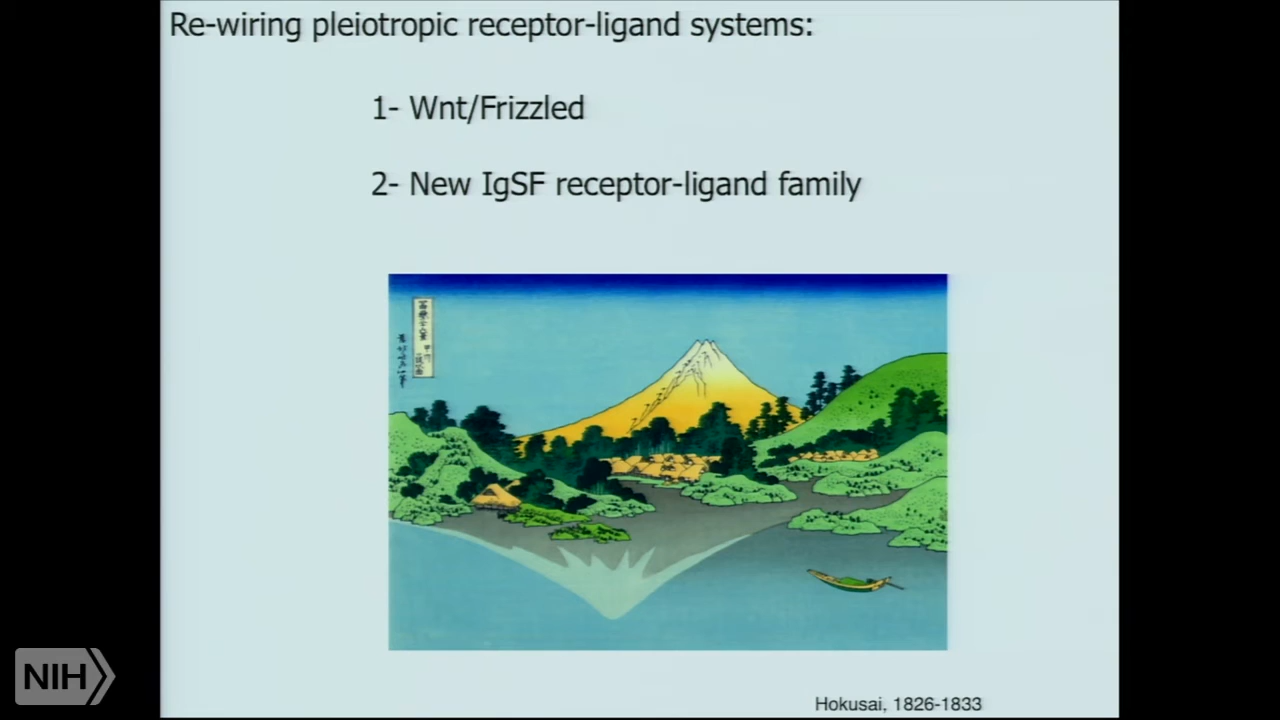 Re-wiring pleiotropic receptor-ligand systems:
1- Wnt/Frizzled
2- New IgSF receptor-ligand family
Hokusai, 1826-1833
NIH